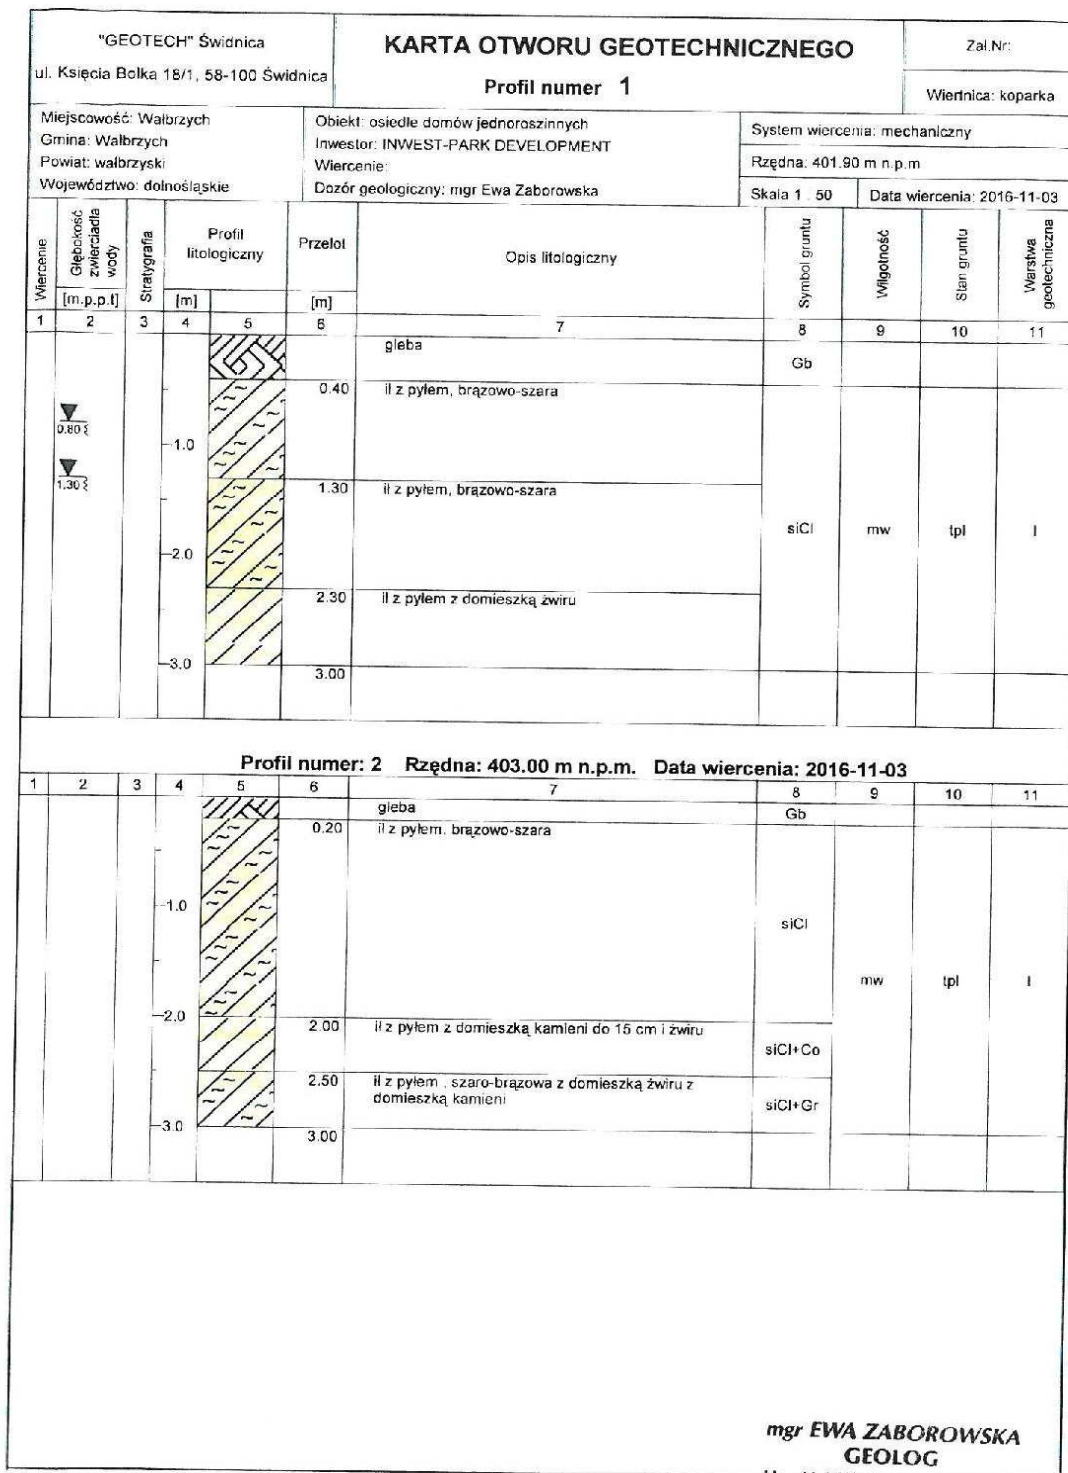 "GEOTECH" Świdnica
ul. Księcia Bolka 18/1, 58-100 Świdnica
KARTA OTWORU GEOTECHNICZNEGO
Profil numer 1
Zał.Nr:
Wiertnica: koparka
Miejscowość: Wałbrzych
Gmina: Wałbrzych
Powiat: wałbrzyski
Województwo: dolnośląskie
Obiekt: osiedle domów jednoroszinnych
Inwestor: INWEST-PARK DEVELOPMENT
Wiercenie:
Dozór geologiczny: mgr Ewa Zaborowska
System wiercenia: mechaniczny
Rzędna: 401.90 m n.p.m
Skala 1 : 50
Data wiercenia: 2016-11-03
Wiercenie
Głębokość zwierciadła wody
[m.p.p.t]
Stratygrafia
Profil litologiczny
[m]
Przelot
[m]
Opis litologiczny
Symbol gruntu
Wilgotność
Stan gruntu
Warstwa geotechniczna
1 2 3 4 5 6 7 8 9 10 11
gleba
Gb
0.40 ił z pyłem, brązowo-szara
0.80
1.0
1.30
1.30 ił z pyłem, brązowo-szara
siCl mw tpl I
2.0
2.30 ił z pyłem z domieszką żwiru
3.0
3.00
Profil numer: 2 Rzędna: 403.00 m n.p.m. Data wiercenia: 2016-11-03
1 2 3 4 5 6 7 8 9 10 11
gleba
Gb
0.20 ił z pyłem, brązowo-szara
1.0
siCl
mw tpl I
2.0
2.00 ił z pyłem z domieszką kamieni do 15 cm i żwiru
siCl+Co
2.50 ił z pyłem , szaro-brązowa z domieszką żwiru z
domieszką kamieni
siCl+Gr
3.0
3.00
mgr EWA ZABOROWSKA
GEOLOG